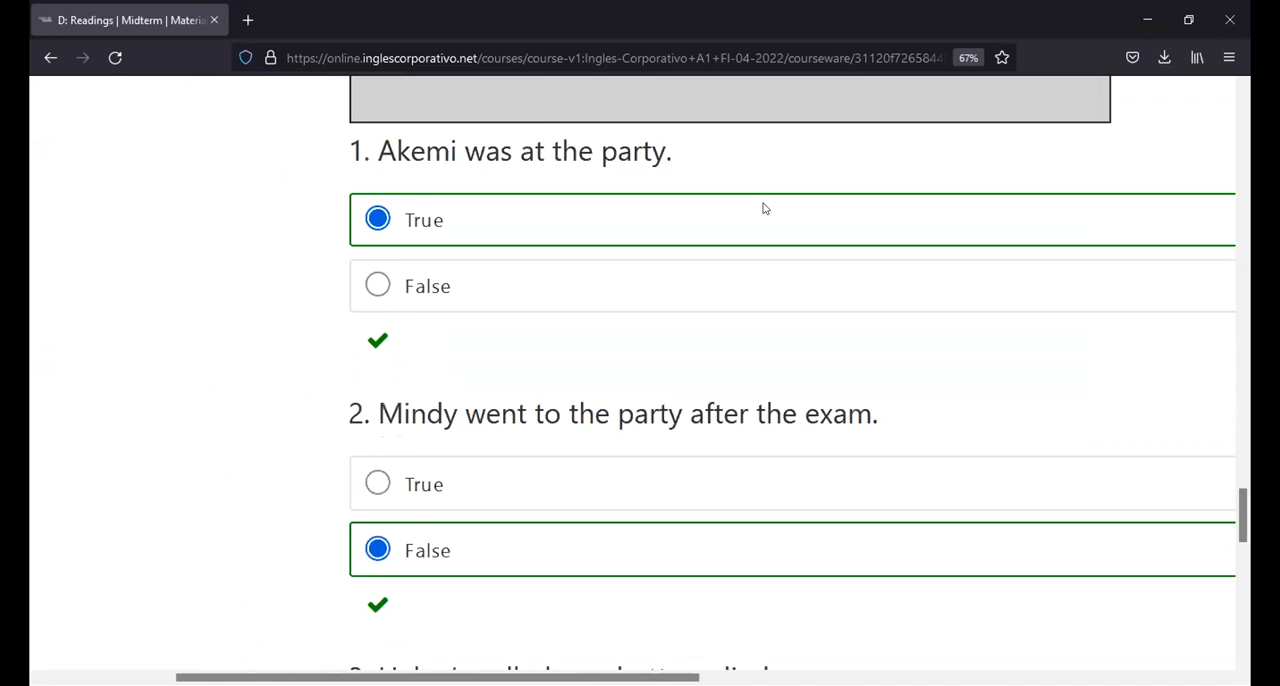 D: Readings | Midterm | Materia
https://online.inglescorporativo.net/courses/course-v1:Ingles-Corporativo+A1+FI-04-2022/courseware/31120f7265844
67%
1. Akemi was at the party.
True
False
2. Mindy went to the party after the exam.
True
False